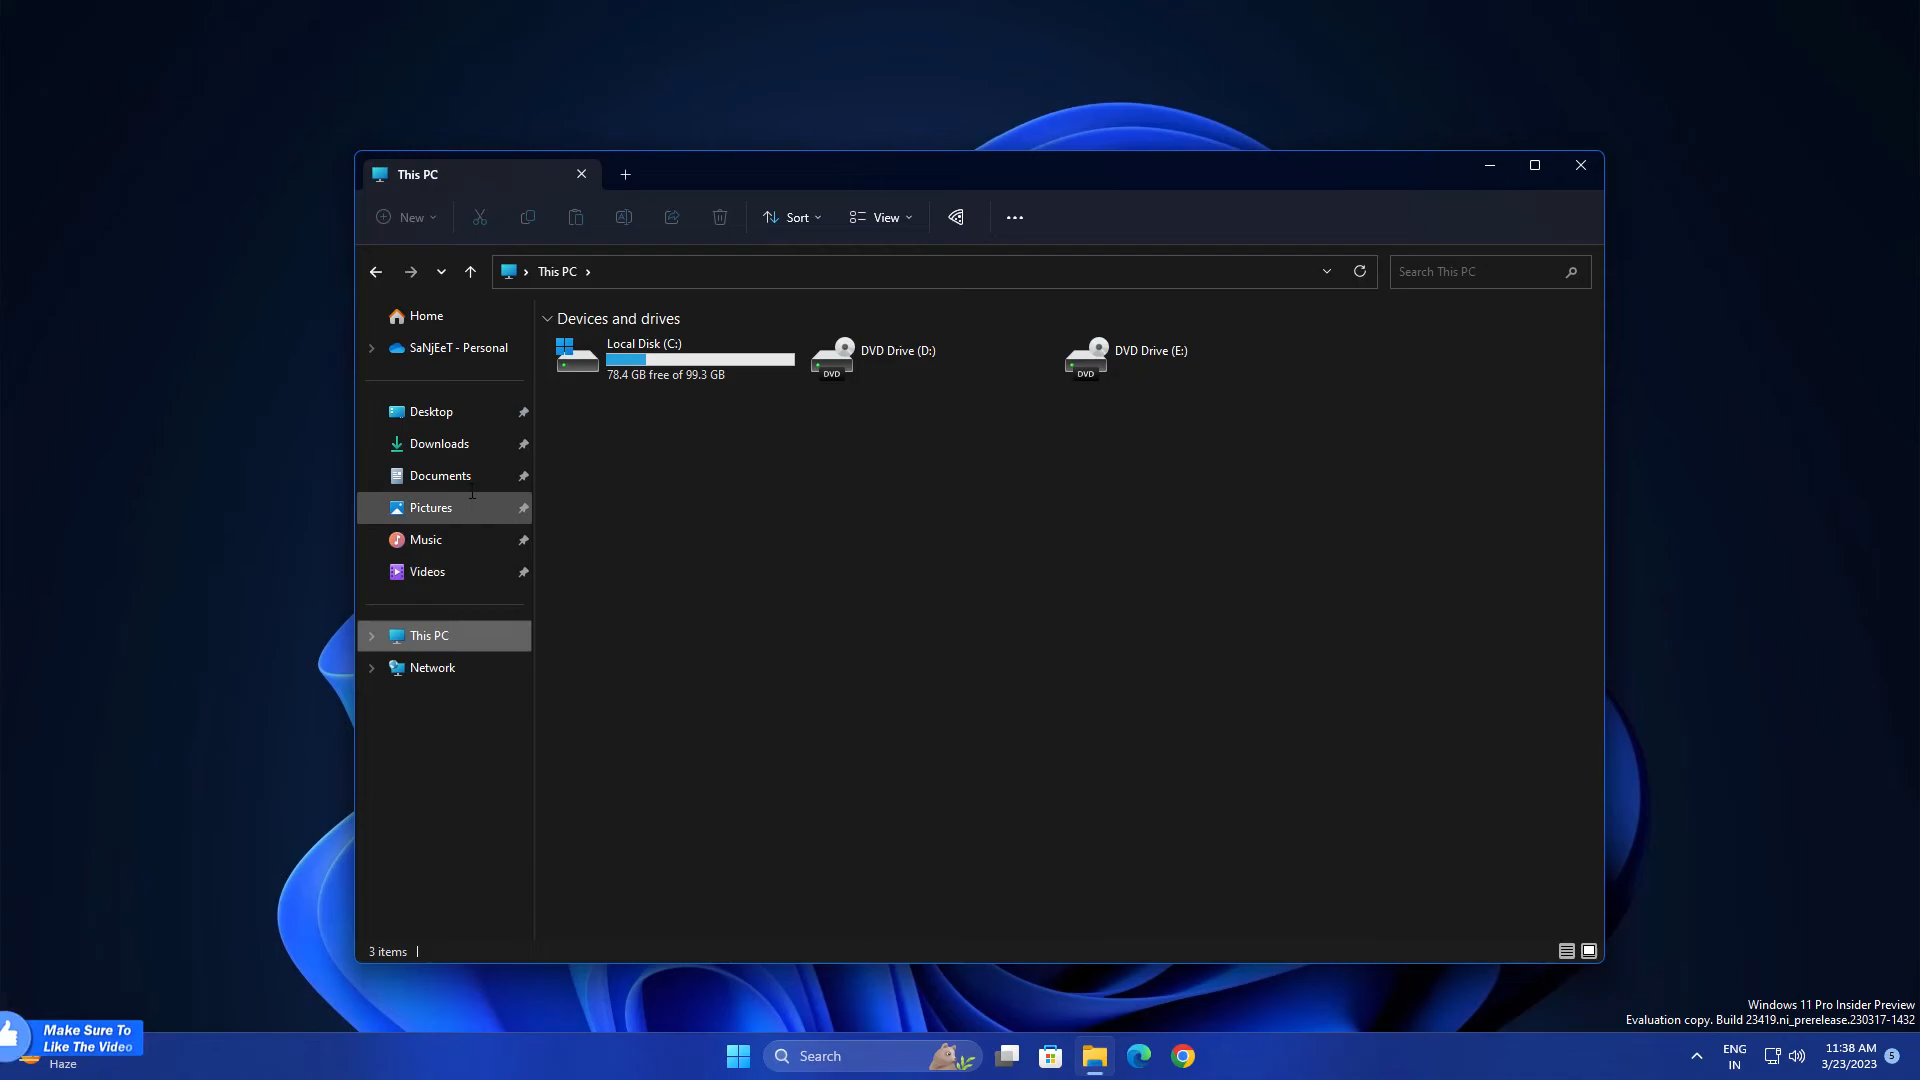 This PC
New
Sort
View
This PC
Search This PC
Home
SaNjEeT - Personal
Desktop
Downloads
Documents
Pictures
Music
Videos
This PC
Network
Devices and drives
Local Disk (C:)
78.4 GB free of 99.3 GB
DVD
DVD Drive (D:)
DVD
DVD Drive (E:)
3 items
Windows 11 Pro Insider Preview
Evaluation copy. Build 23419.ni_prerelease.230317-1432
Make Sure To
Like The Video
Haze
Search
ENG
IN
11:38 AM
3/23/2023
5